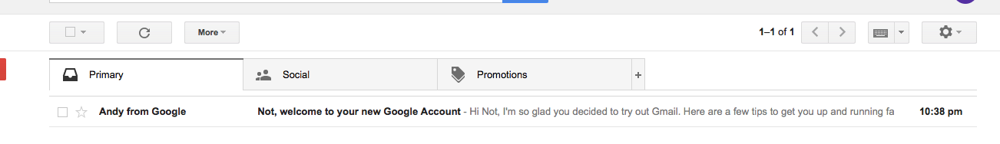 More 1–1 of 1
Primary Social Promotions +
Andy from Google Not, welcome to your new Google Account - Hi Not, I'm so glad you decided to try out Gmail. Here are a few tips to get you up and running fa 10:38 pm